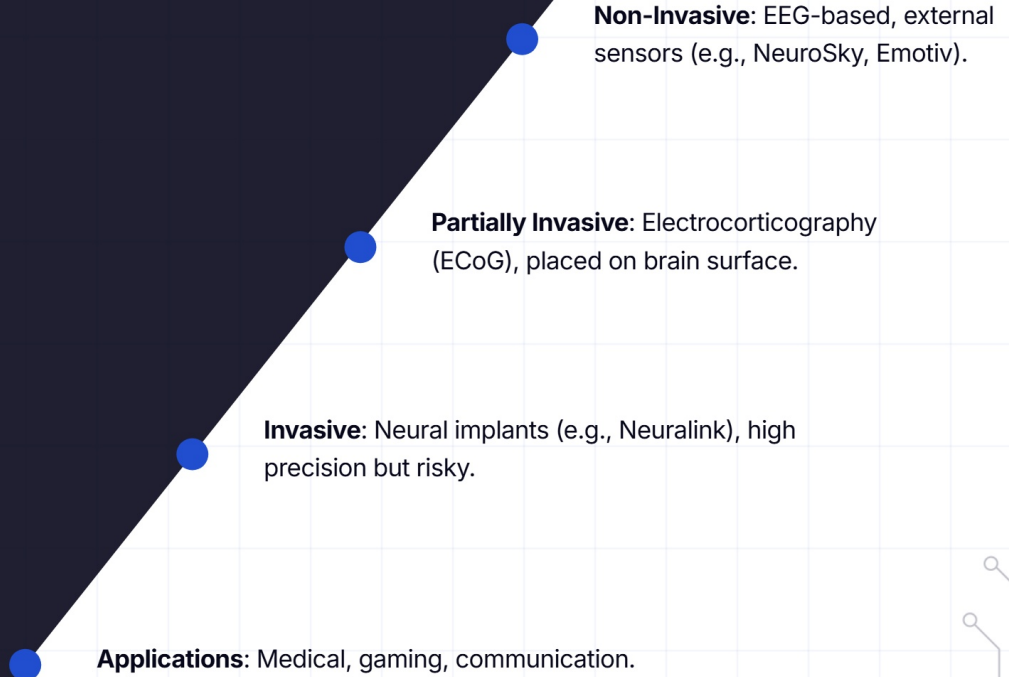 Non-Invasive: EEG-based, external
sensors (e.g., NeuroSky, Emotiv).
Partially Invasive: Electrocorticography
(ECoG), placed on brain surface.
Invasive: Neural implants (e.g., Neuralink), high
precision but risky.
Applications: Medical, gaming, communication.